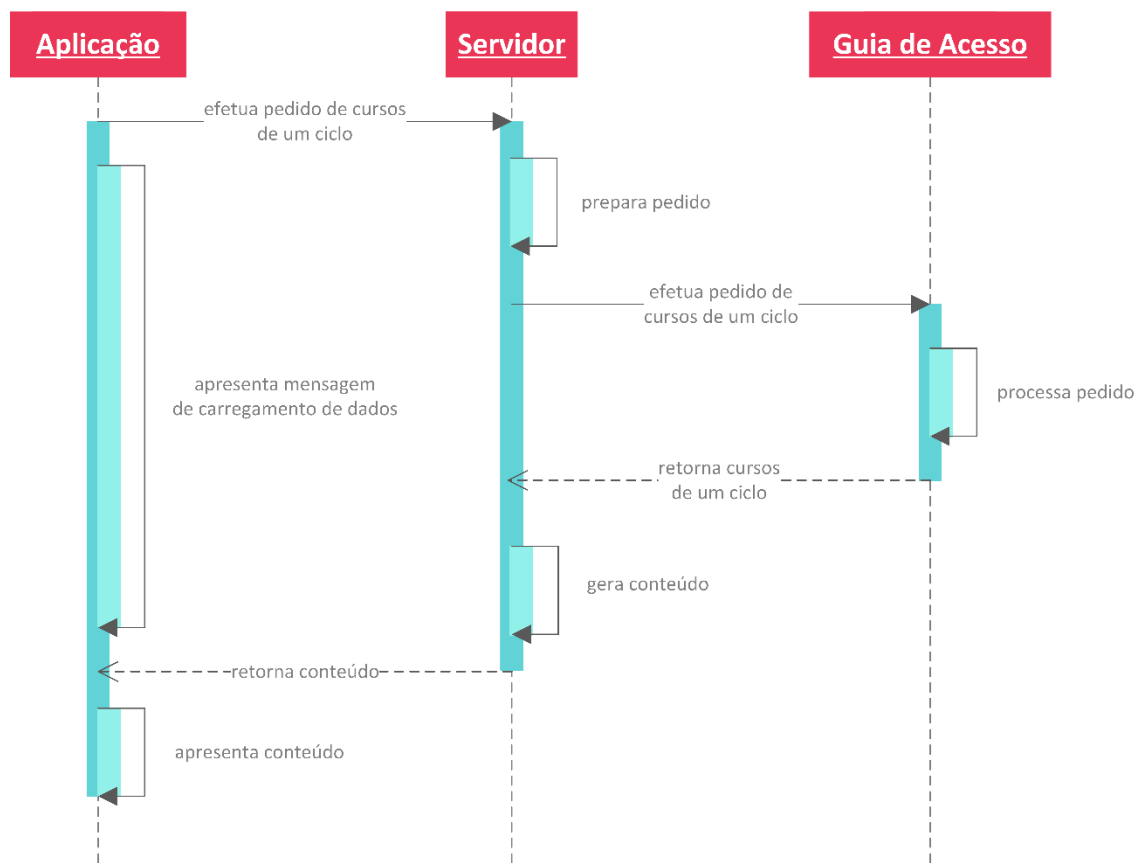 Aplicação
Servidor
Guia de Acesso
efetua pedido de cursos
de um ciclo
prepara pedido
efetua pedido de
cursos de um ciclo
apresenta mensagem
de carregamento de dados
processa pedido
retorna cursos
de um ciclo
gera conteúdo
retorna conteúdo
apresenta conteúdo